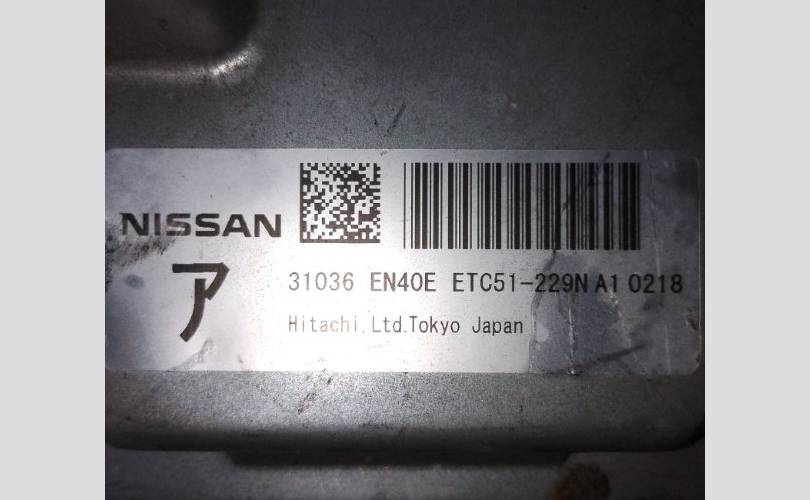 NISSAN
ア
31036 EN40E ETC51-229N A1 0218
Hitachi,Ltd.Tokyo Japan